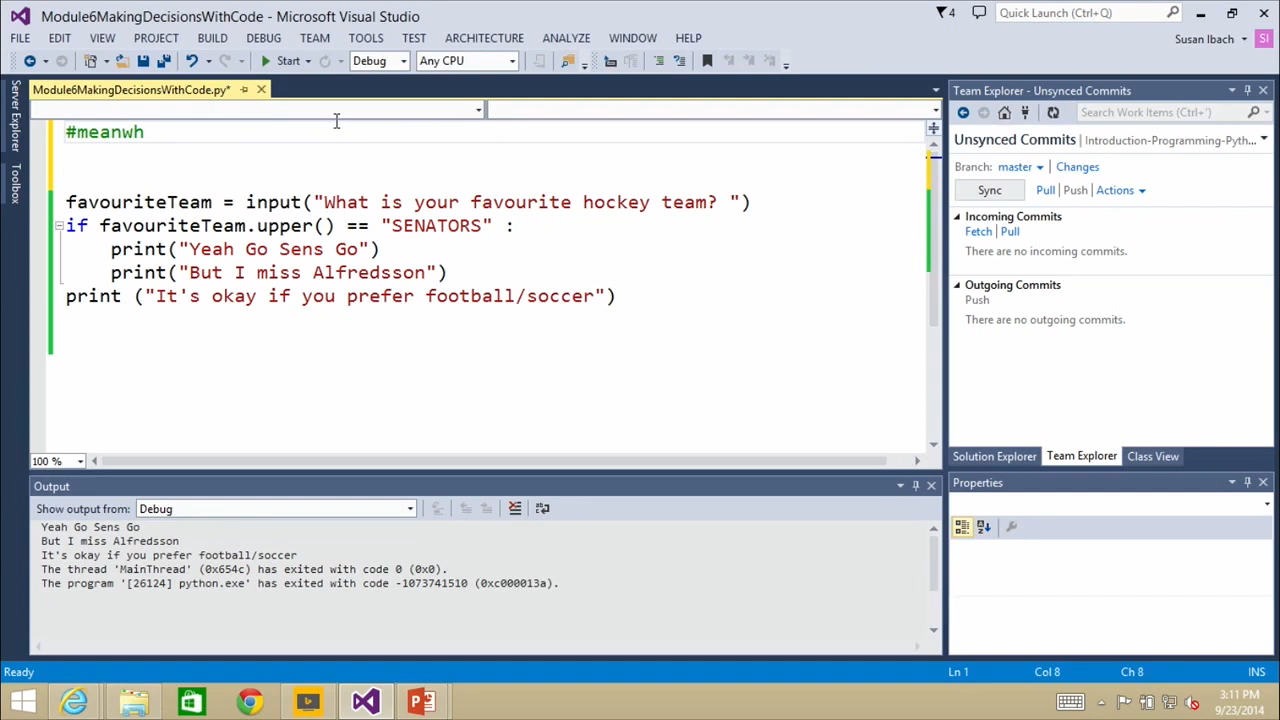 Module6MakingDecisionsWithCode - Microsoft Visual Studio
4
Quick Launch (Ctrl+Q)
FILE EDIT VIEW PROJECT BUILD DEBUG TEAM TOOLS TEST ARCHITECTURE ANALYZE WINDOW HELP
Susan Ibach
SI
Start
Debug
Any CPU
Server Explorer
Toolbox
Module6MakingDecisionsWithCode.py*
#meanwh
favouriteTeam = input("What is your favourite hockey team? ")
if favouriteTeam.upper() == "SENATORS" :
print("Yeah Go Sens Go")
print("But I miss Alfredsson")
print ("It's okay if you prefer football/soccer")
100 %
Output
Show output from: Debug
Yeah Go Sens Go
But I miss Alfredsson
It's okay if you prefer football/soccer
The thread 'MainThread' (0x654c) has exited with code 0 (0x0).
The program '[26124] python.exe' has exited with code -1073741510 (0xc000013a).
Team Explorer - Unsynced Commits
Search Work Items (Ctrl+')
Unsynced Commits | Introduction-Programming-Pyth...
Branch: master Changes
Sync Pull Push Actions
Incoming Commits
Fetch | Pull
There are no incoming commits.
Outgoing Commits
Push
There are no outgoing commits.
Solution Explorer Team Explorer Class View
Properties
Ready
Ln 1 Col 8 Ch 8 INS
3:11 PM
9/23/2014